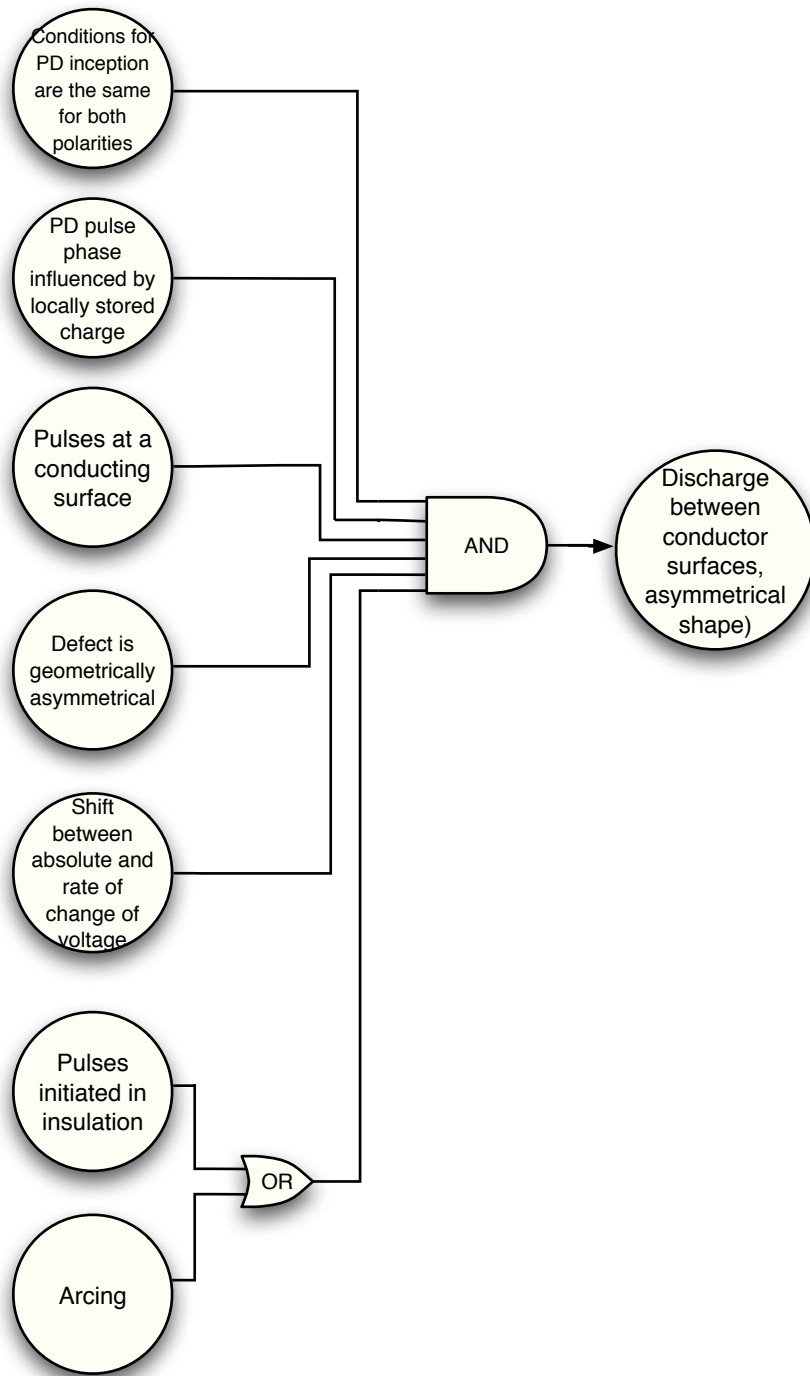 Conditions for
PD inception
are the same
for both
polarities
PD pulse
phase
influenced by
locally stored
charge
Pulses at a
conducting
surface
Defect is
geometrically
asymmetrical
Shift
between
absolute and
rate of
change of
voltage
Pulses
initiated in
insulation
Arcing
OR
AND
Discharge
between
conductor
surfaces,
asymmetrical
shape)